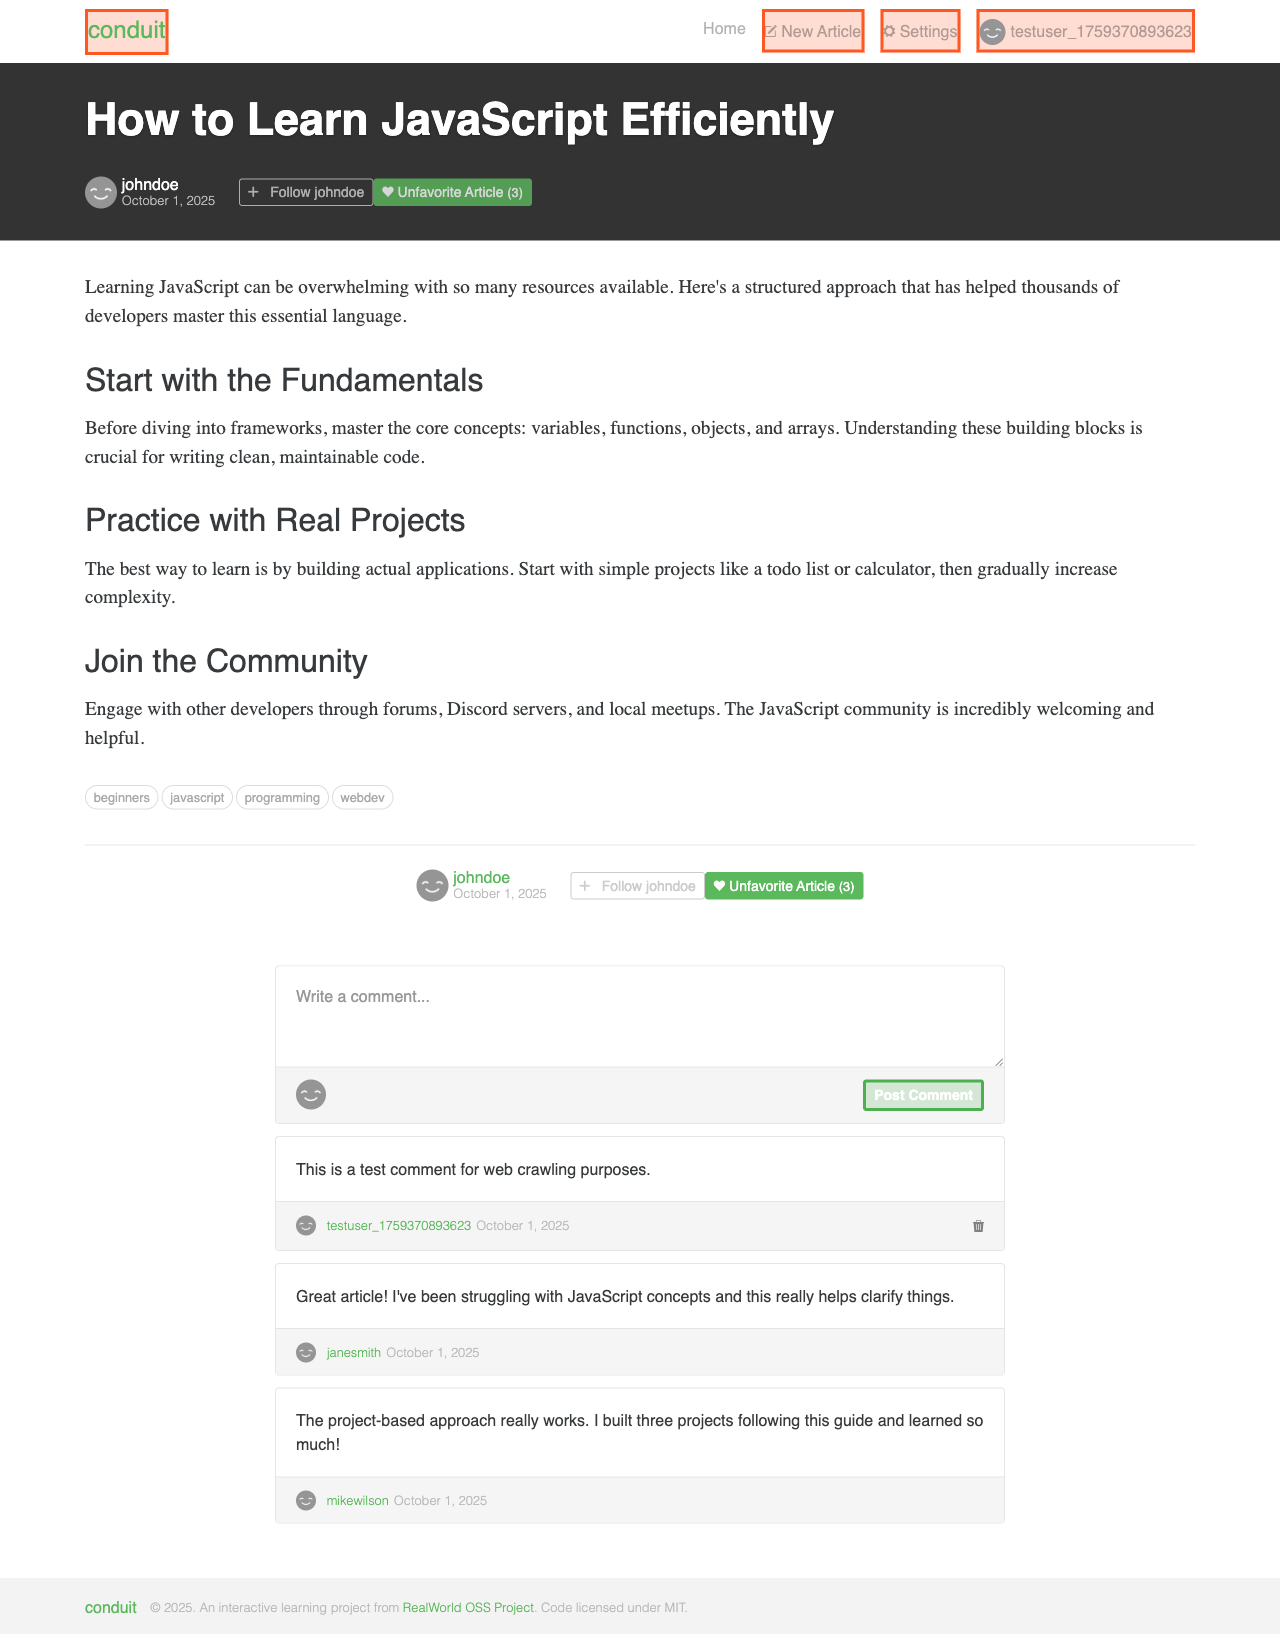 conduit
Home
New Article
Settings
testuser_1759370893623
How to Learn JavaScript Efficiently
johndoe
October 1, 2025
Follow johndoe
Unfavorite Article (3)
Learning JavaScript can be overwhelming with so many resources available. Here's a structured approach that has helped thousands of
developers master this essential language.
Start with the Fundamentals
Before diving into frameworks, master the core concepts: variables, functions, objects, and arrays. Understanding these building blocks is
crucial for writing clean, maintainable code.
Practice with Real Projects
The best way to learn is by building actual applications. Start with simple projects like a todo list or calculator, then gradually increase
complexity.
Join the Community
Engage with other developers through forums, Discord servers, and local meetups. The JavaScript community is incredibly welcoming and
helpful.
beginners javascript programming webdev
johndoe
October 1, 2025
Follow johndoe
Unfavorite Article (3)
Write a comment...
Post Comment
This is a test comment for web crawling purposes.
testuser_1759370893623 October 1, 2025
Great article! I've been struggling with JavaScript concepts and this really helps clarify things.
janesmith October 1, 2025
The project-based approach really works. I built three projects following this guide and learned so
much!
mikewilson October 1, 2025
conduit © 2025. An interactive learning project from RealWorld OSS Project. Code licensed under MIT.